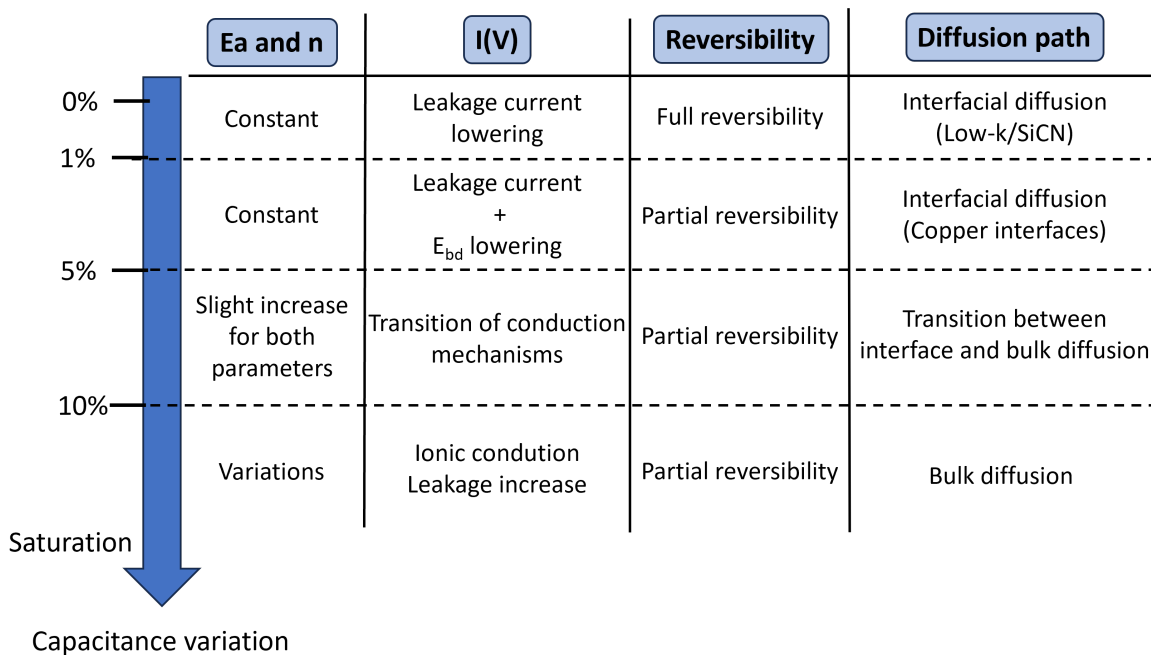 Ea and n
I(V)
Reversibility
Diffusion path
0%
Constant
Leakage current
lowering
Full reversibility
Interfacial diffusion
(Low-k/SiCN)
1%
Constant
Leakage current
+
E_bd lowering
Partial reversibility
Interfacial diffusion
(Copper interfaces)
5%
Slight increase
for both
parameters
Transition of conduction
mechanisms
Partial reversibility
Transition between
interface and bulk diffusion
10%
Variations
Ionic condution
Leakage increase
Partial reversibility
Bulk diffusion
Saturation
Capacitance variation